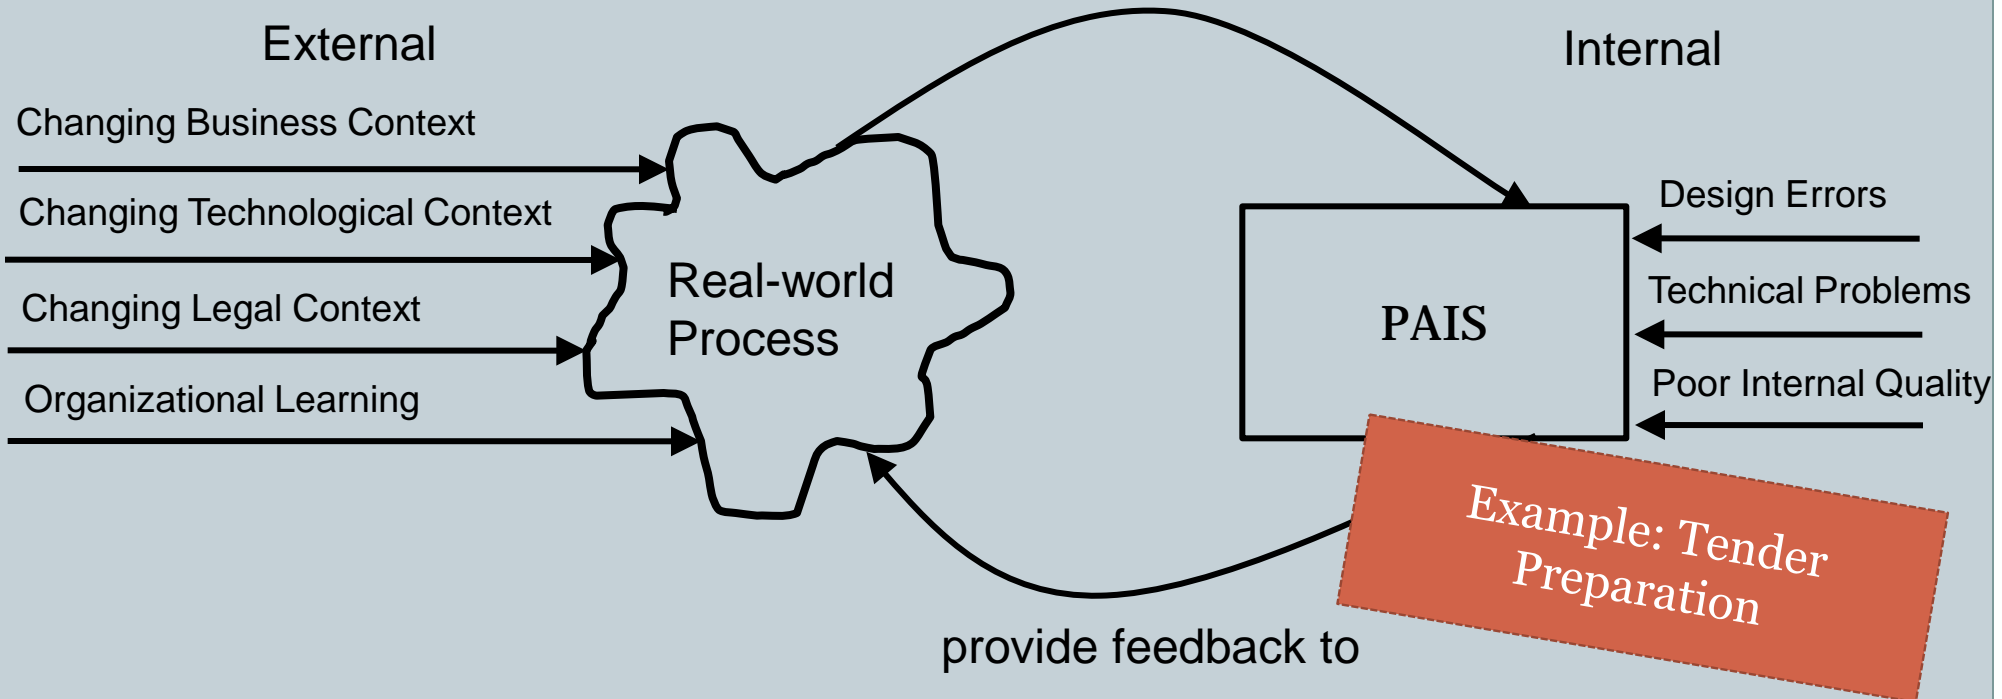 External
Internal
Changing Business Context
Changing Technological Context
Changing Legal Context
Organizational Learning
Real-world
Process
PAIS
Design Errors
Technical Problems
Poor Internal Quality
Example: Tender
Preparation
provide feedback to